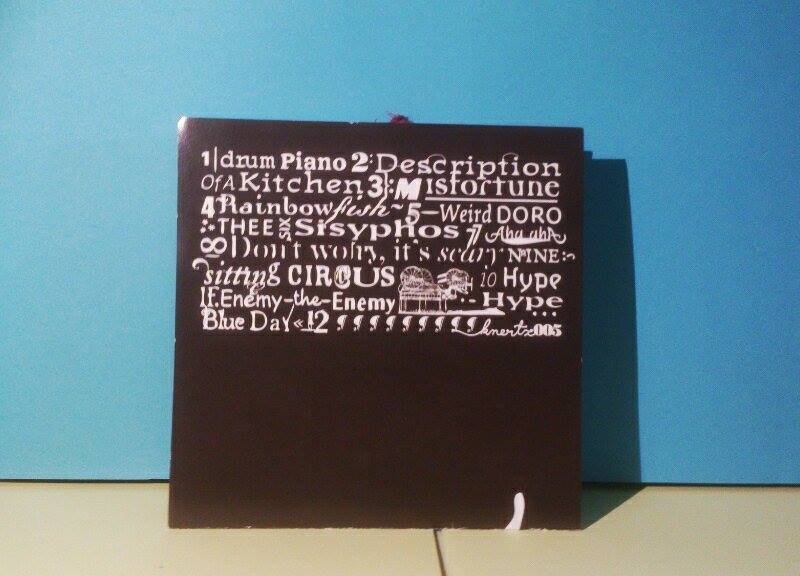 1|drum Piano 2:Description
Of A Kitchen 3:Misfortune
4 Rainbow fish~5—Weird DORO
THEE SIX Sisyphos 7 Aha aha
8 Don't worry, it's scary NINE:
sitting CIRCUS 10 Hype
11. Enemy-the-Enemy Hype
Blue Day «12 knertz005